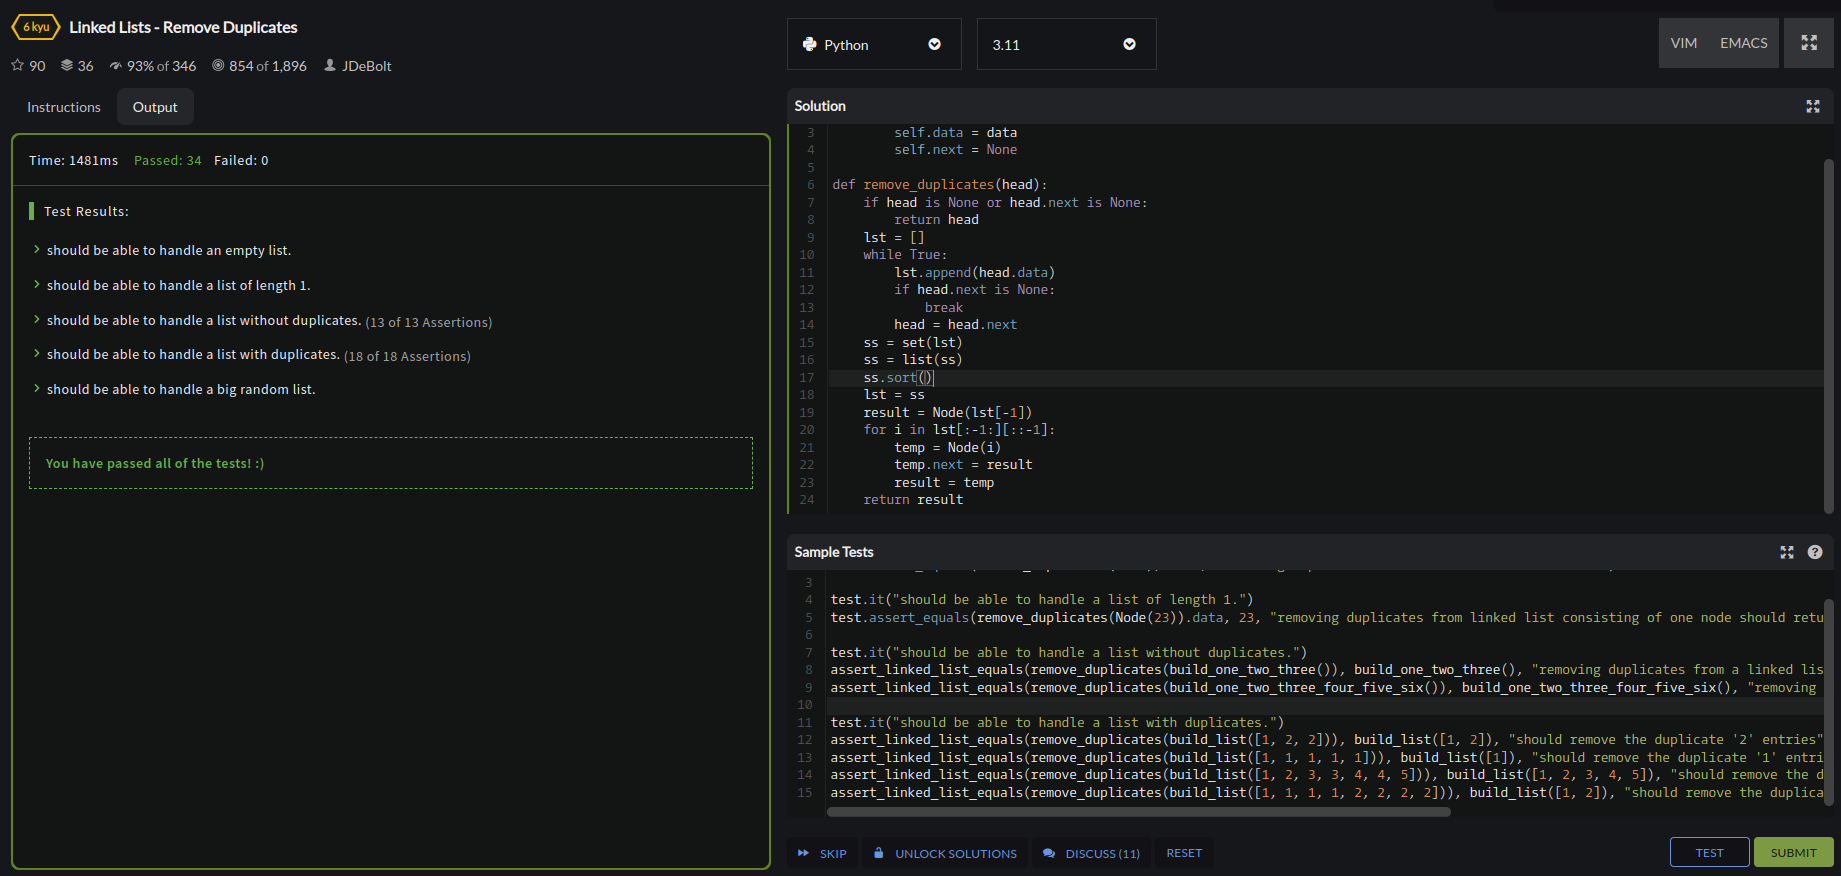 6 kyu Linked Lists - Remove Duplicates
90 36 93% of 346 854 of 1,896 JDeBolt
Instructions Output
Time: 1481ms Passed: 34 Failed: 0
Test Results:
should be able to handle an empty list.
should be able to handle a list of length 1.
should be able to handle a list without duplicates. (13 of 13 Assertions)
should be able to handle a list with duplicates. (18 of 18 Assertions)
should be able to handle a big random list.
You have passed all of the tests! :)
Python 3.11 VIM EMACS
Solution
3 self.data = data
4 self.next = None
5
6 def remove_duplicates(head):
7 if head is None or head.next is None:
8 return head
9 lst = []
10 while True:
11 lst.append(head.data)
12 if head.next is None:
13 break
14 head = head.next
15 ss = set(lst)
16 ss = list(ss)
17 ss.sort()
18 lst = ss
19 result = Node(lst[-1])
20 for i in lst[:-1:][::-1]:
21 temp = Node(i)
22 temp.next = result
23 result = temp
24 return result
Sample Tests
3
4 test.it("should be able to handle a list of length 1.")
5 test.assert_equals(remove_duplicates(Node(23)).data, 23, "removing duplicates from linked list consisting of one node should retu
6
7 test.it("should be able to handle a list without duplicates.")
8 assert_linked_list_equals(remove_duplicates(build_one_two_three()), build_one_two_three(), "removing duplicates from a linked lis
9 assert_linked_list_equals(remove_duplicates(build_one_two_three_four_five_six()), build_one_two_three_four_five_six(), "removing
10
11 test.it("should be able to handle a list with duplicates.")
12 assert_linked_list_equals(remove_duplicates(build_list([1, 2, 2])), build_list([1, 2]), "should remove the duplicate '2' entries"
13 assert_linked_list_equals(remove_duplicates(build_list([1, 1, 1, 1, 1])), build_list([1]), "should remove the duplicate '1' entri
14 assert_linked_list_equals(remove_duplicates(build_list([1, 2, 3, 3, 4, 4, 5])), build_list([1, 2, 3, 4, 5]), "should remove the d
15 assert_linked_list_equals(remove_duplicates(build_list([1, 1, 1, 1, 2, 2, 2, 2])), build_list([1, 2]), "should remove the duplica
SKIP UNLOCK SOLUTIONS DISCUSS (11) RESET TEST SUBMIT